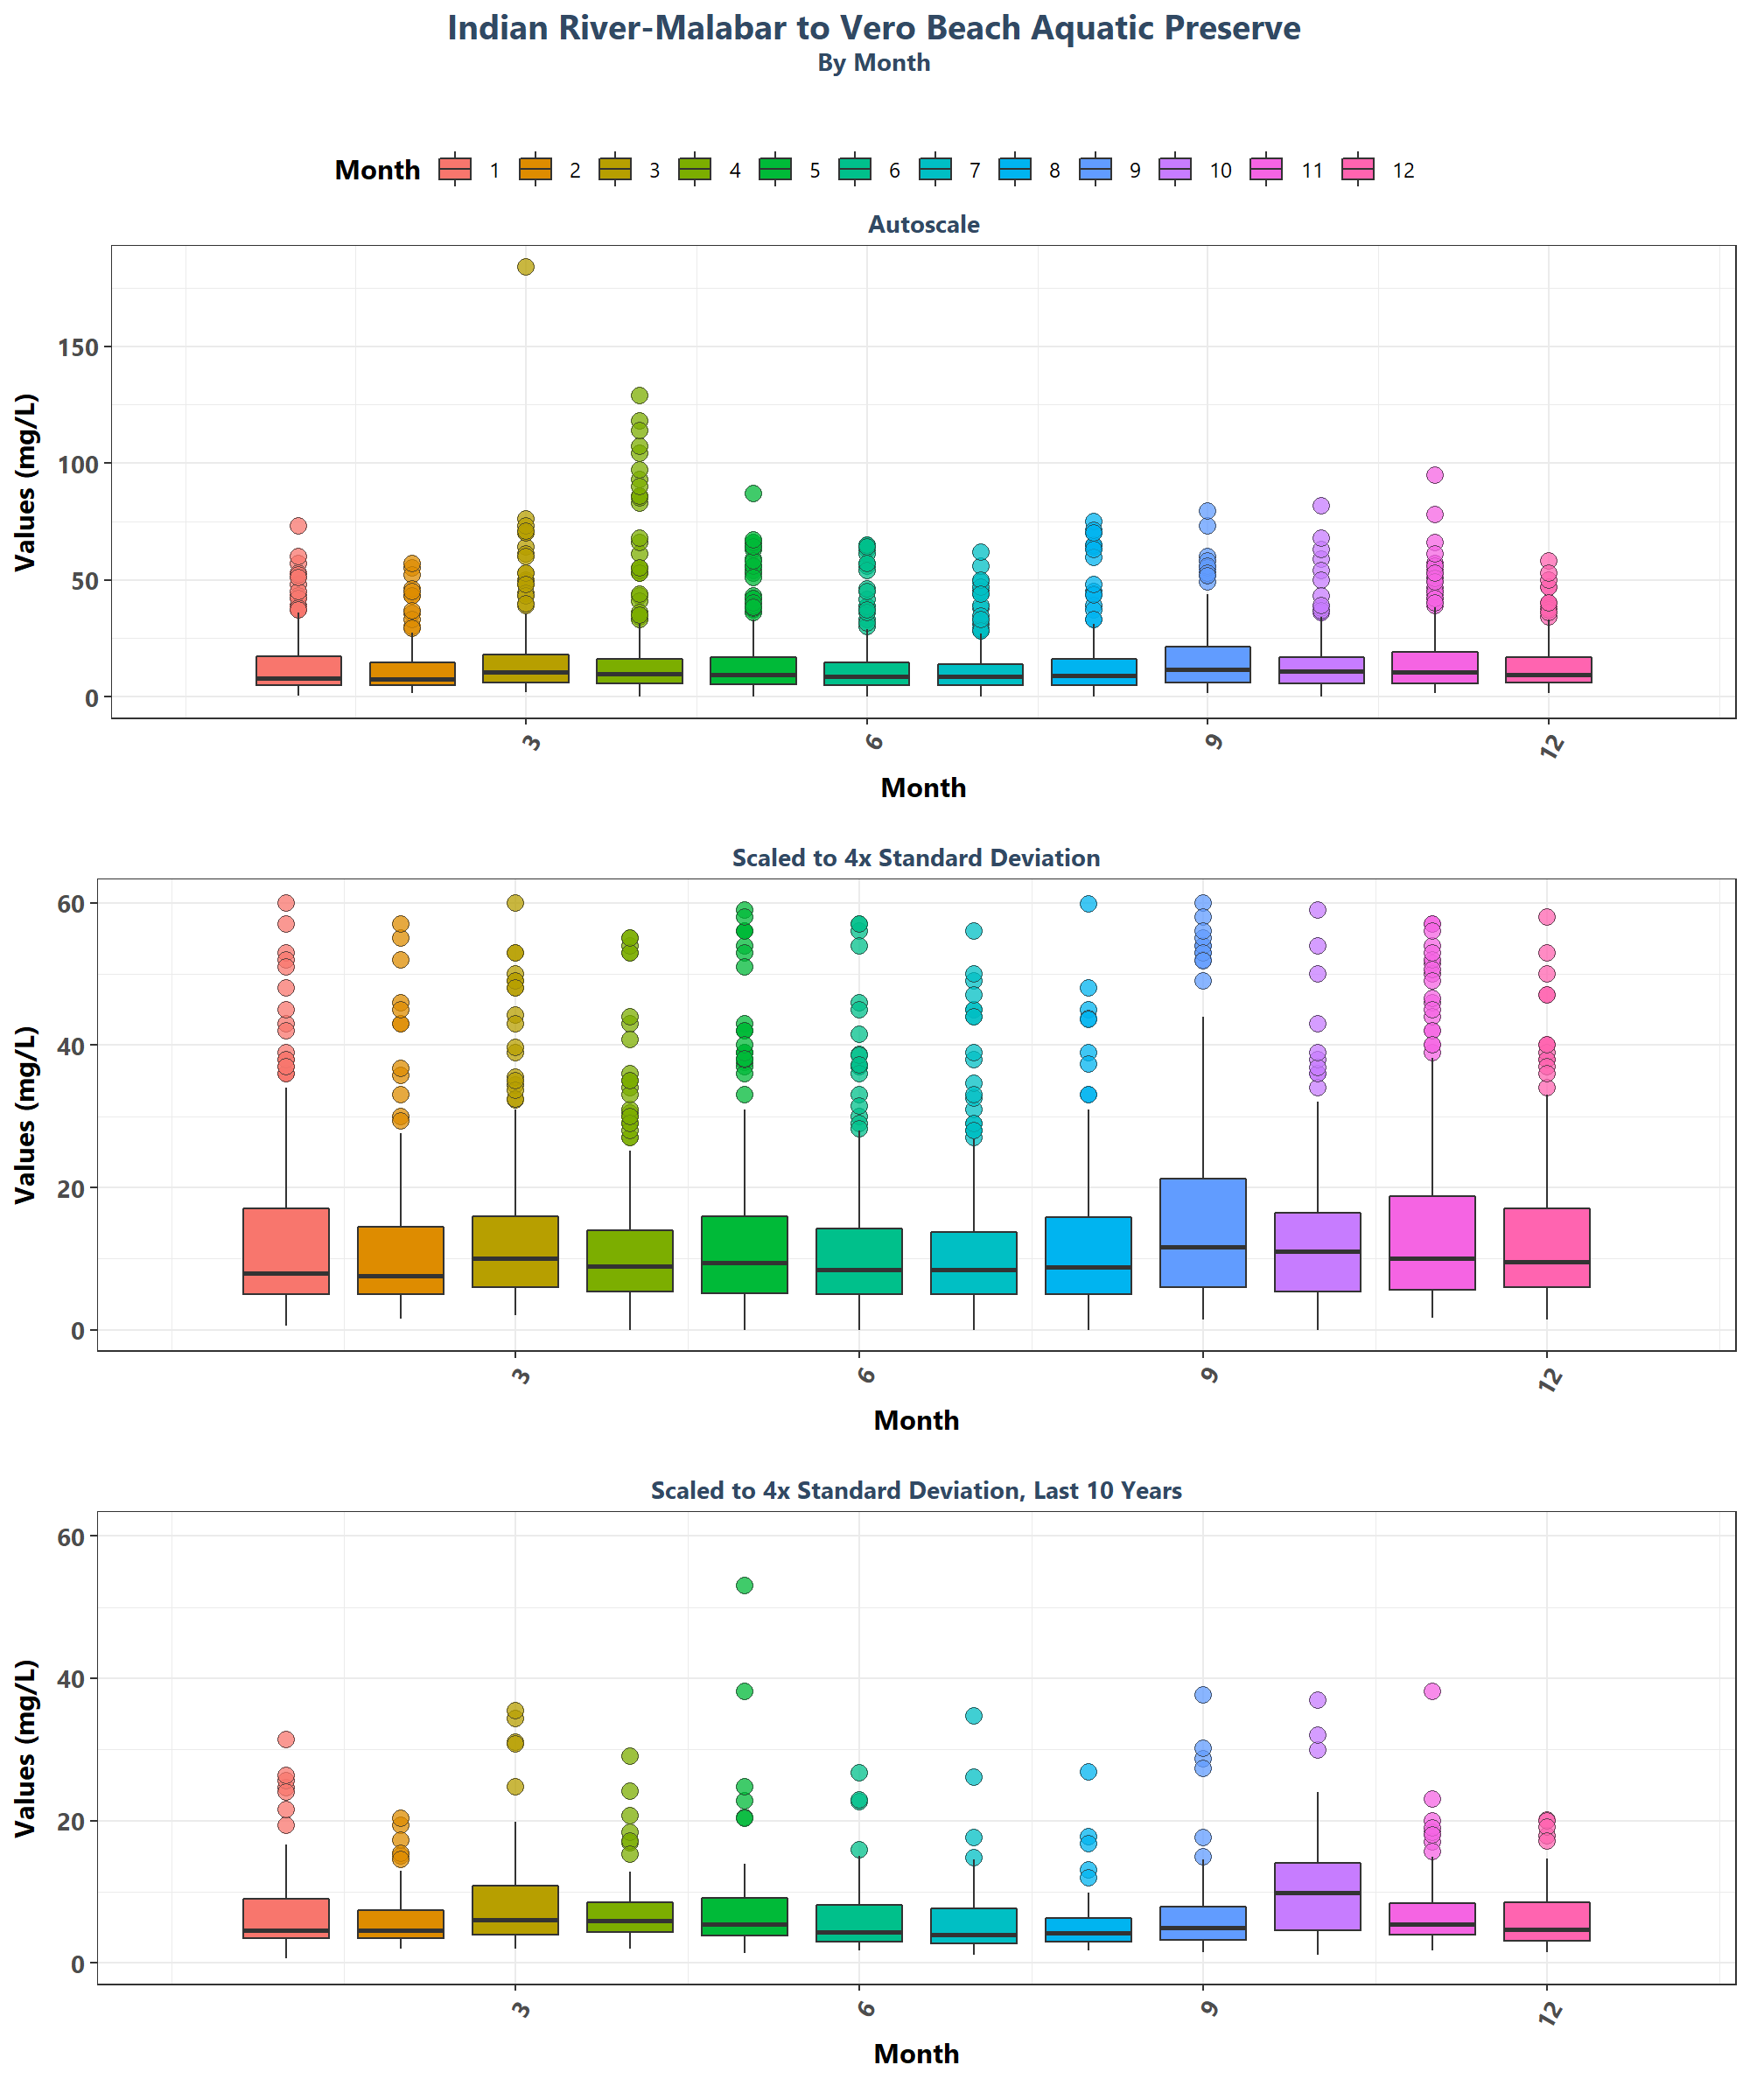 Indian River-Malabar to Vero Beach Aquatic Preserve
By Month
Month 1 2 3 4 5 6 7 8 9 10 11 12
Autoscale
Values (mg/L)
150
100
50
0
3 6 9 12
Month
Scaled to 4x Standard Deviation
Values (mg/L)
60
40
20
0
3 6 9 12
Month
Scaled to 4x Standard Deviation, Last 10 Years
Values (mg/L)
60
40
20
0
3 6 9 12
Month